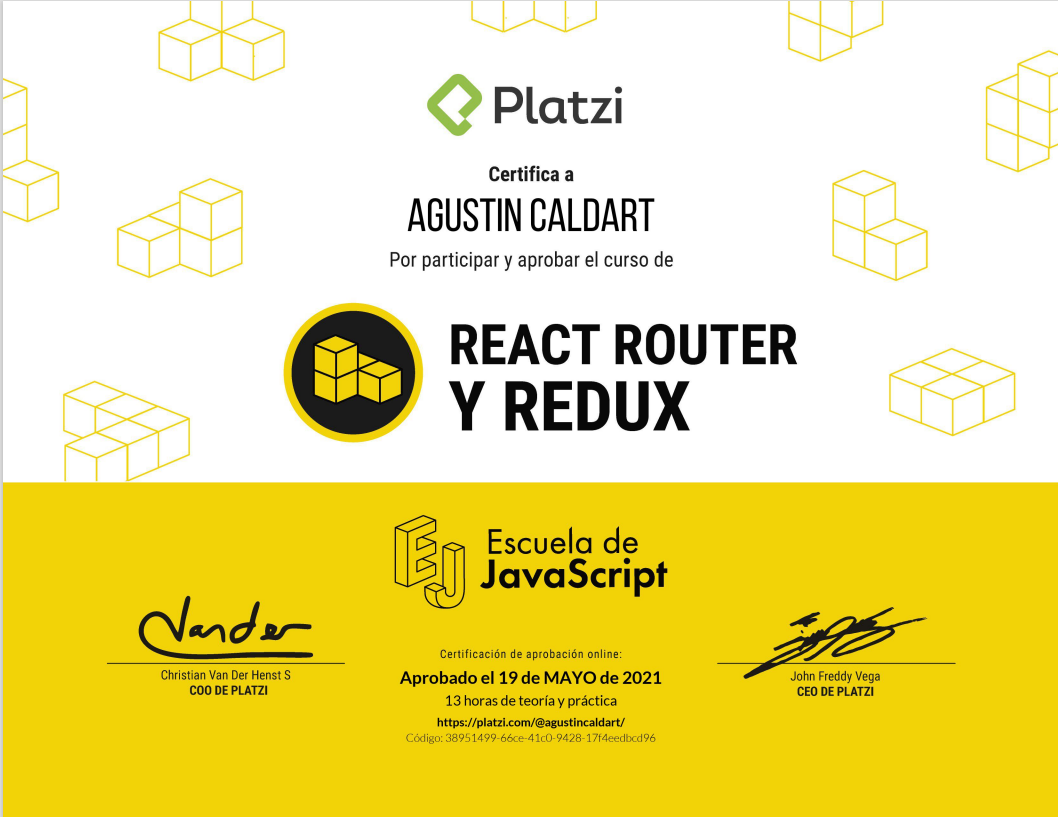 Platzi
Certifica a
AGUSTIN CALDART
Por participar y aprobar el curso de
REACT ROUTER
Y REDUX
EJ
Escuela de
JavaScript
Vander
Christian Van Der Henst S
COO DE PLATZI
Certificación de aprobación online:
Aprobado el 19 de MAYO de 2021
13 horas de teoría y práctica
https://platzi.com/@agustincaldart/
Código: 38951499-66ce-41c0-9428-17f4eedbcd96
John Freddy Vega
CEO DE PLATZI